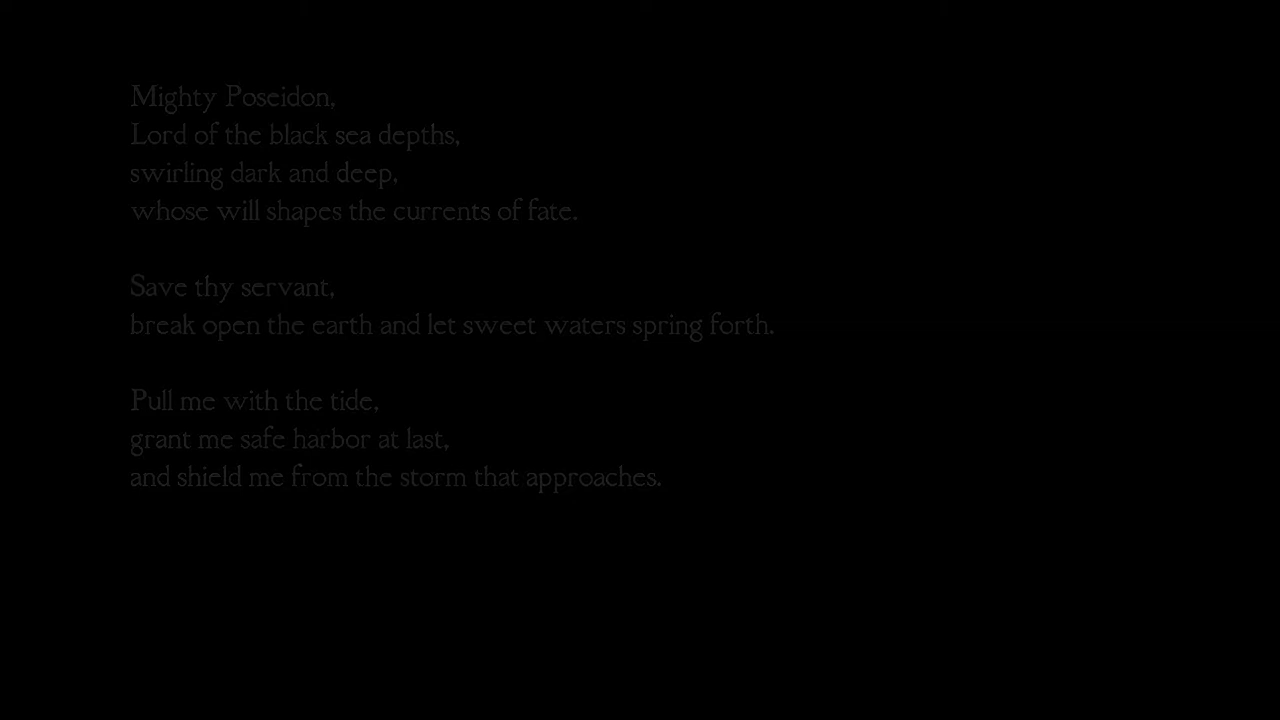 Mighty Poseidon,
Lord of the black sea depths,
swirling dark and deep,
whose will shapes the currents of fate.
Save thy servant,
break open the earth and let sweet waters spring forth.
Pull me with the tide,
grant me safe harbor at last,
and shield me from the storm that approaches.